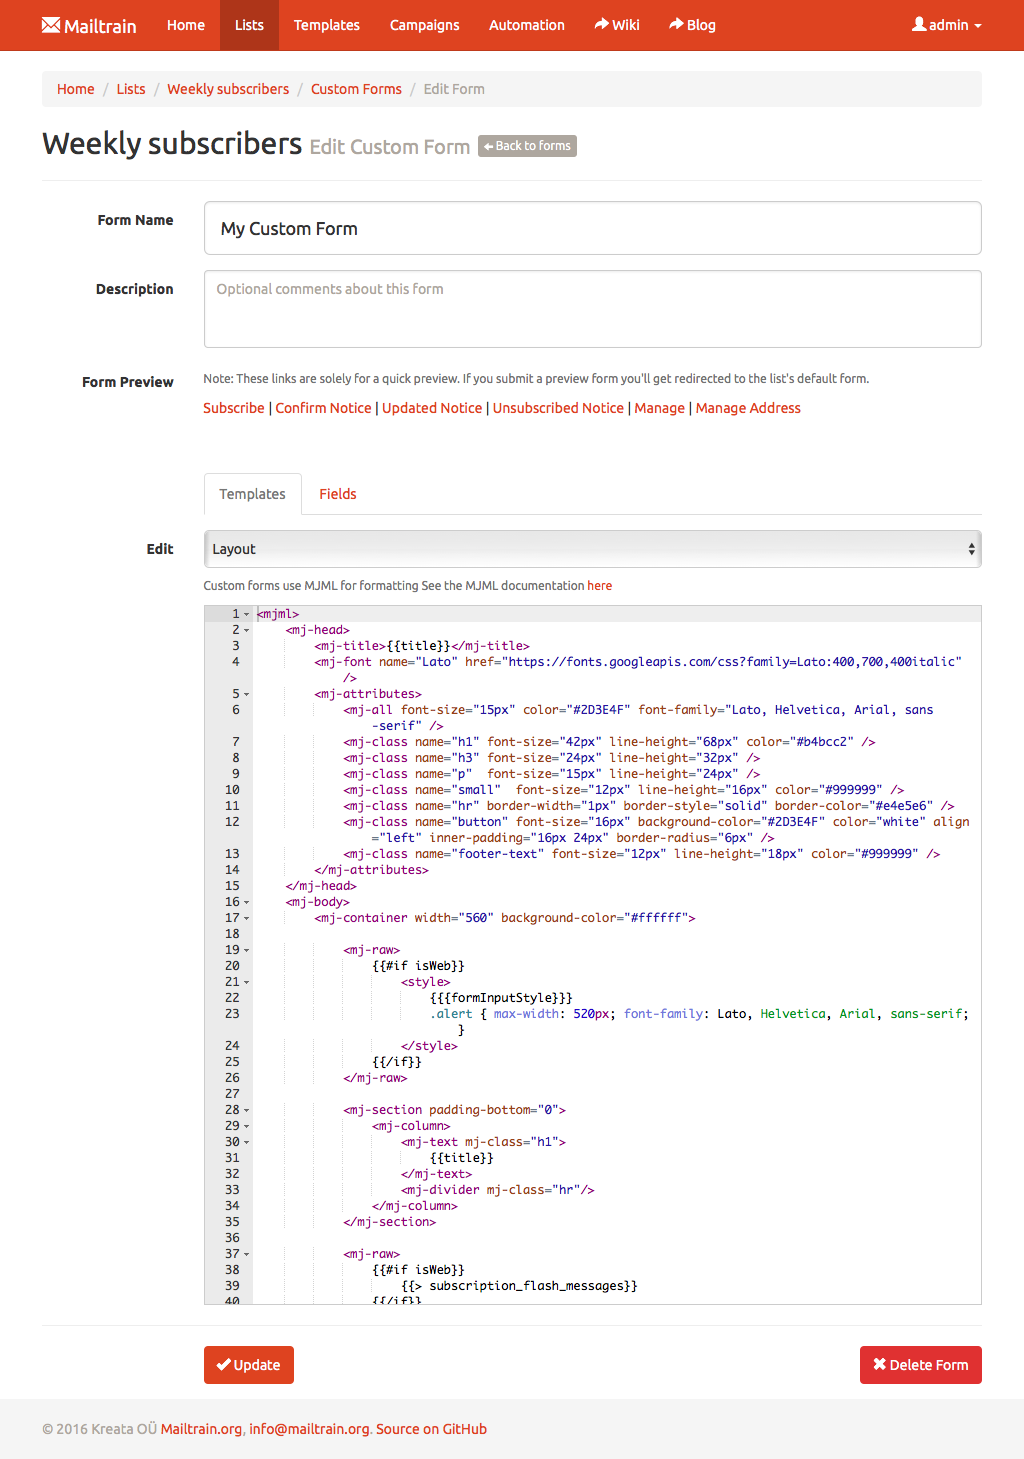 Mailtrain Home Lists Templates Campaigns Automation Wiki Blog admin
Home / Lists / Weekly subscribers / Custom Forms / Edit Form
Weekly subscribers Edit Custom Form Back to forms
Form Name My Custom Form
Description Optional comments about this form
Form Preview Note: These links are solely for a quick preview. If you submit a preview form you'll get redirected to the list's default form.
Subscribe | Confirm Notice | Updated Notice | Unsubscribed Notice | Manage | Manage Address
Templates Fields
Edit Layout
Custom forms use MJML for formatting See the MJML documentation here
1 <mjml>
2 <mj-head>
3 <mj-title>{{title}}</mj-title>
4 <mj-font name="Lato" href="https://fonts.googleapis.com/css?family=Lato:400,700,400italic"
/>
5 <mj-attributes>
6 <mj-all font-size="15px" color="#2D3E4F" font-family="Lato, Helvetica, Arial, sans
-serif" />
7 <mj-class name="h1" font-size="42px" line-height="68px" color="#b4bcc2" />
8 <mj-class name="h3" font-size="24px" line-height="32px" />
9 <mj-class name="p"  font-size="15px" line-height="24px" />
10 <mj-class name="small"  font-size="12px" line-height="16px" color="#999999" />
11 <mj-class name="hr" border-width="1px" border-style="solid" border-color="#e4e5e6" />
12 <mj-class name="button" font-size="16px" background-color="#2D3E4F" color="white" align
="left" inner-padding="16px 24px" border-radius="6px" />
13 <mj-class name="footer-text" font-size="12px" line-height="18px" color="#999999" />
14 </mj-attributes>
15 </mj-head>
16 <mj-body>
17 <mj-container width="560" background-color="#ffffff">
18
19 <mj-raw>
20 {{#if isWeb}}
21 <style>
22 {{{formInputStyle}}}
23 .alert { max-width: 520px; font-family: Lato, Helvetica, Arial, sans-serif;
}
24 </style>
25 {{/if}}
26 </mj-raw>
27
28 <mj-section padding-bottom="0">
29 <mj-column>
30 <mj-text mj-class="h1">
31 {{title}}
32 </mj-text>
33 <mj-divider mj-class="hr"/>
34 </mj-column>
35 </mj-section>
36
37 <mj-raw>
38 {{#if isWeb}}
39 {{> subscription_flash_messages}}
40 {{/if}}
Update Delete Form
© 2016 Kreata OÜ Mailtrain.org, info@mailtrain.org. Source on GitHub